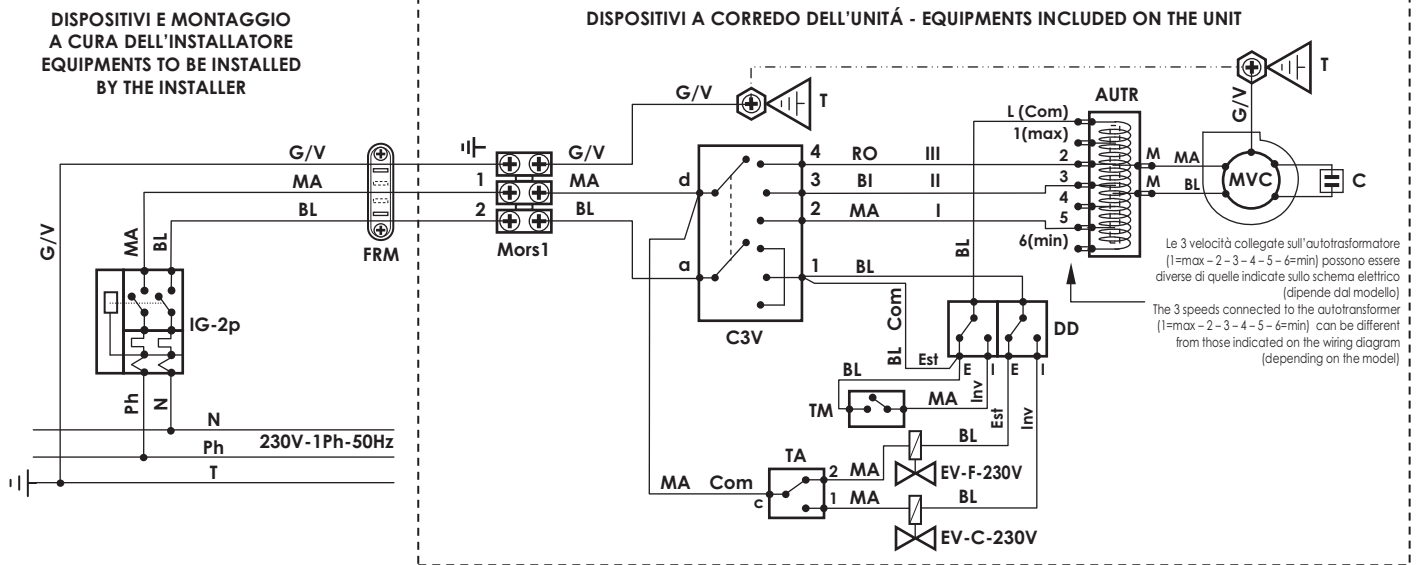 DISPOSITIVI E MONTAGGIO
A CURA DELL'INSTALLATORE
EQUIPMENTS TO BE INSTALLED
BY THE INSTALLER
DISPOSITIVI A CORREDO DELL'UNITÁ - EQUIPMENTS INCLUDED ON THE UNIT
G/V
T
T
G/V
AUTR
L (Com)
1(max)
2
3
4
5
6(min)
M
MA
M
BL
MVC
C
G/V
MA
BL
FRM
1
2
Mors1
G/V
MA
BL
d
a
C3V
4
RO
III
3
BI
II
2
MA
I
1
BL
G/V
MA
BL
IG-2p
Ph
N
N
230V-1Ph-50Hz
Ph
T
BL
BL Com
Est
DD
E
I
E
I
Inv
Est
Inv
BL
TM
MA
TA
MA Com
c
2
MA
BL
EV-F-230V
1
MA
BL
EV-C-230V
Le 3 velocità collegate sull'autotrasformatore
(1=max – 2 – 3 – 4 – 5 – 6=min) possono essere
diverse di quelle indicate sullo schema elettrico
(dipende dal modello)
The 3 speeds connected to the autotransformer
(1=max – 2 – 3 – 4 – 5 – 6=min) can be different
from those indicated on the wiring diagram
(depending on the model)